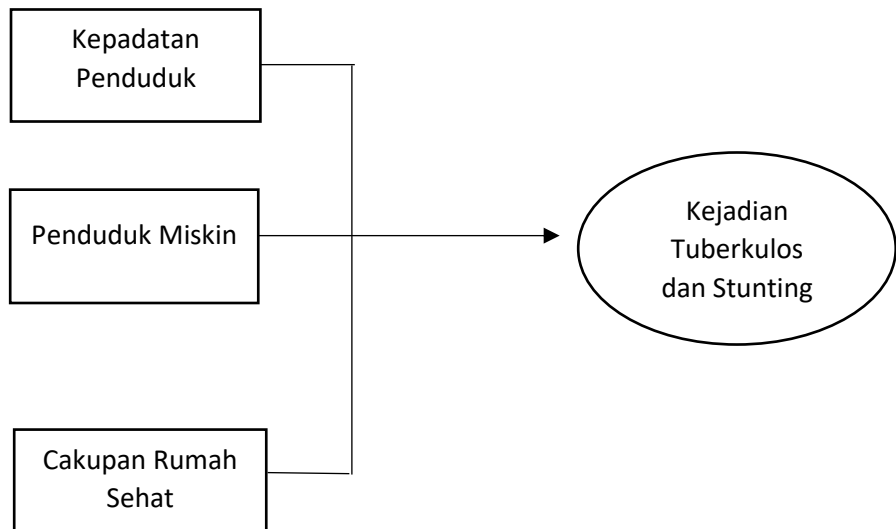 Kepadatan
Penduduk
Penduduk Miskin
Kejadian
Tuberkulos
dan Stunting
Cakupan Rumah
Sehat